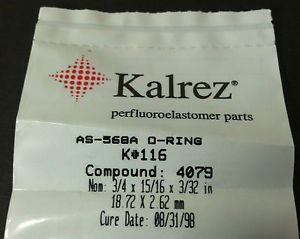 Kalrez®
perfluoroelastomer parts
AS-568A O-RING
K#116
Compound: 4079
Nom: 3/4 x 15/16 x 3/32 in
18.72 X 2.62 mm
Cure Date: 08/31/98